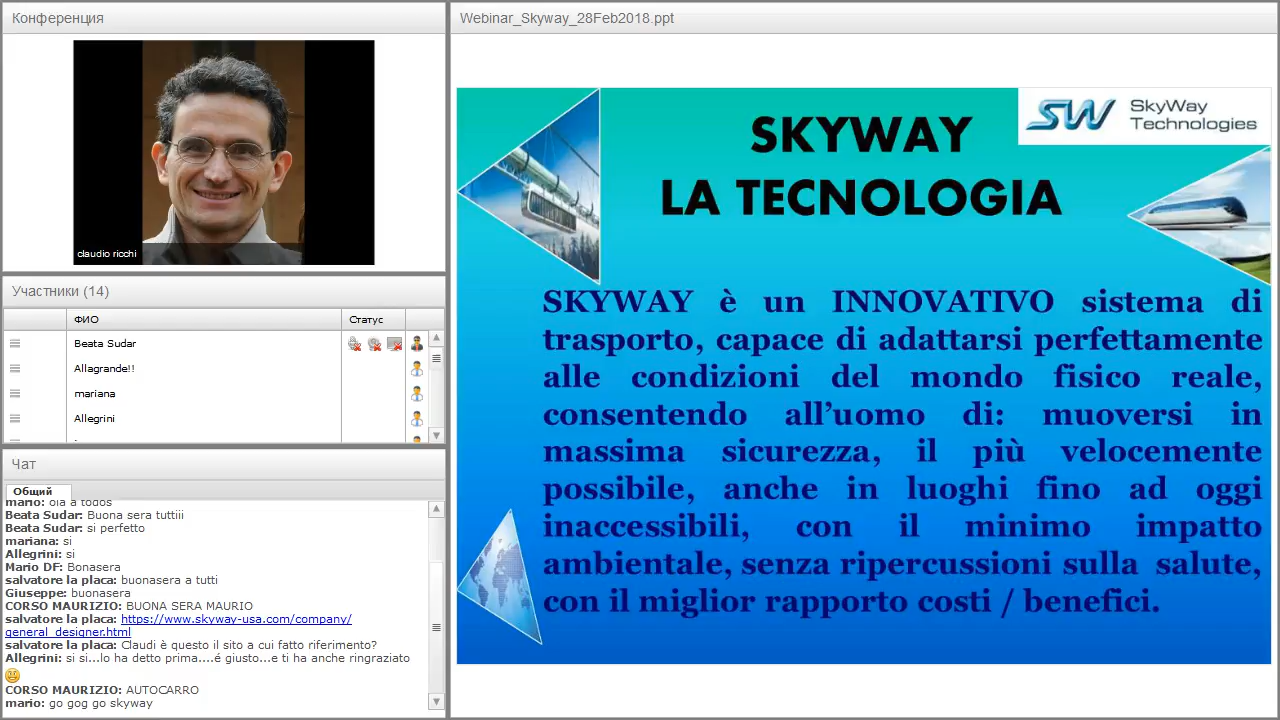 Конференция
claudio ricchi
Участники (14)
ФИО
Статус
Beata Sudar
Allagrande!!
mariana
Allegrini
Чат
Общий
mario: ola a todos
Beata Sudar: Buona sera tuttiii
Beata Sudar: si perfetto
mariana: si
Allegrini: si
Mario DF: Bonasera
salvatore la placa: buonasera a tutti
Giuseppe: buonasera
CORSO MAURIZIO: BUONA SERA MAURIO
salvatore la placa: https://www.skyway-usa.com/company/
general_designer.html
salvatore la placa: Claudi è questo il sito a cui fatto riferimento?
Allegrini: si si...lo ha detto prima....é giusto...e ti ha anche ringraziato
CORSO MAURIZIO: AUTOCARRO
mario: go gog go skyway
Webinar_Skyway_28Feb2018.ppt
SW SkyWay
Technologies
SKYWAY
LA TECNOLOGIA
SKYWAY è un INNOVATIVO sistema di
trasporto, capace di adattarsi perfettamente
alle condizioni del mondo fisico reale,
consentendo all’uomo di: muoversi in
massima sicurezza, il più velocemente
possibile, anche in luoghi fino ad oggi
inaccessibili, con il minimo impatto
ambientale, senza ripercussioni sulla salute,
con il miglior rapporto costi / benefici.